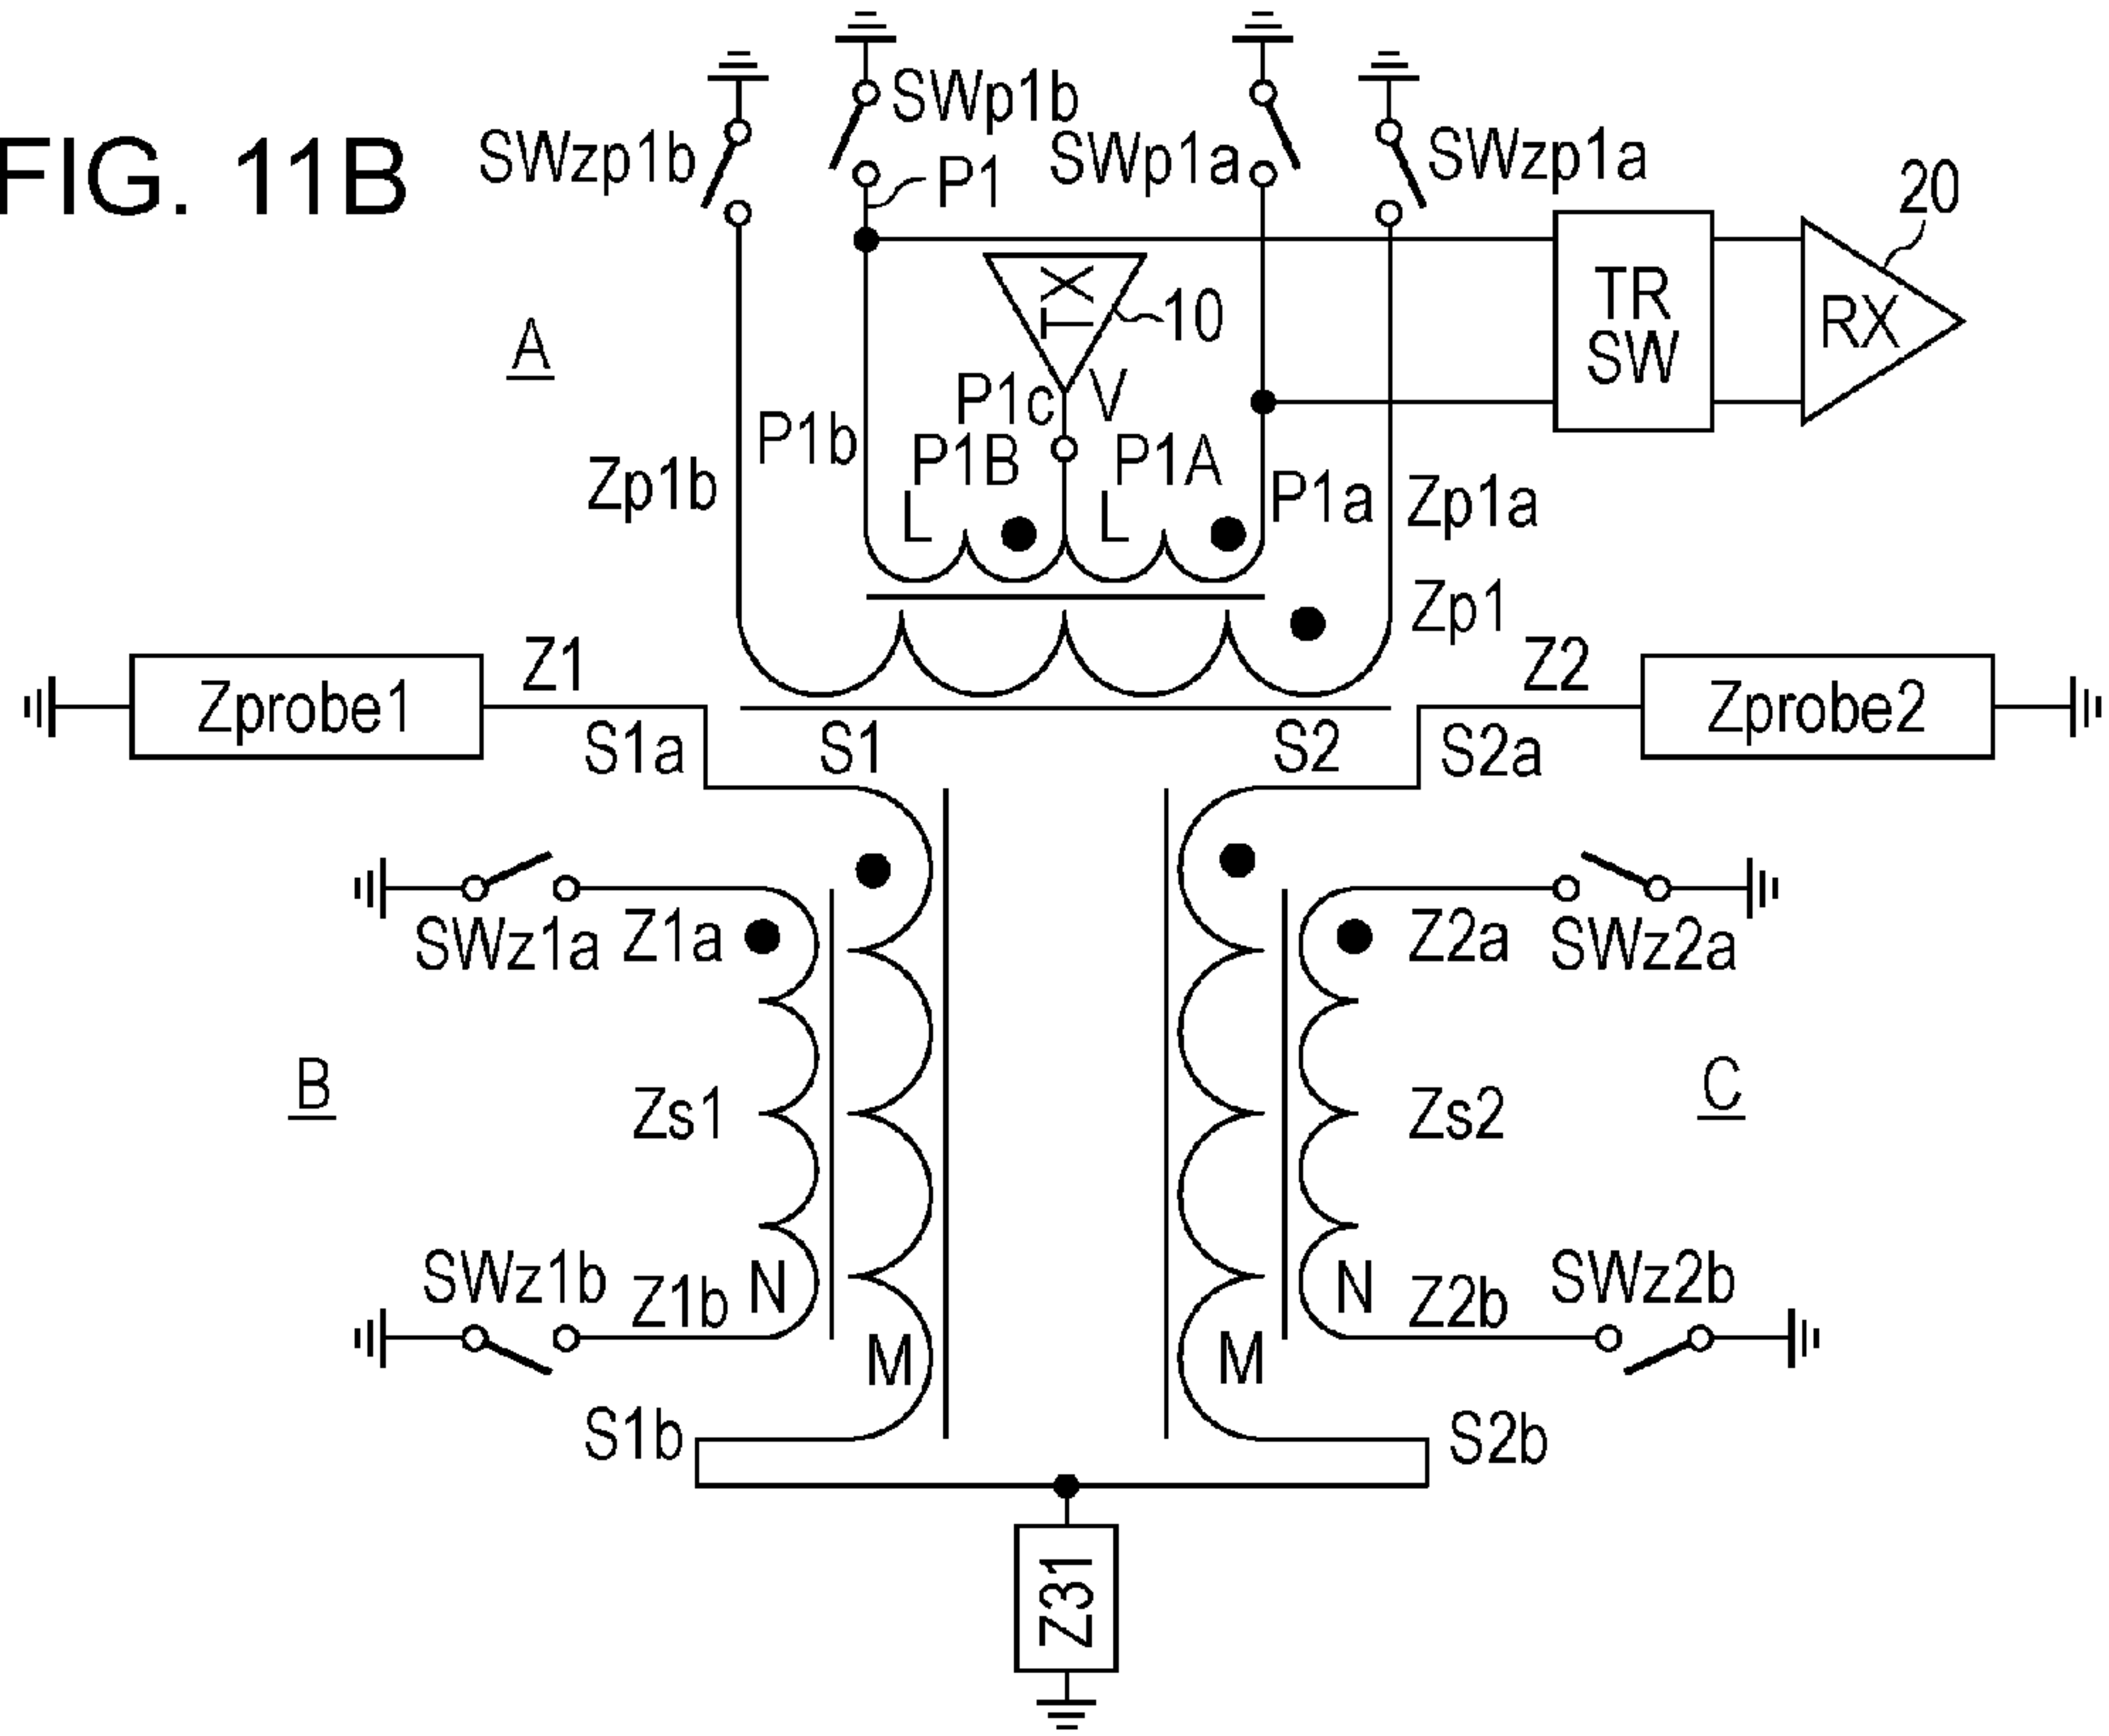 FIG. 11B
SWzp1b
SWp1b
P1
SWp1a
SWzp1a
20
TR
SW
RX
TX
10
A
P1c
V
P1b
P1B
P1A
P1a
Zp1b
Zp1a
L
L
Zp1
Zprobe1
Z1
S1a
S1
S2
S2a
Z2
Zprobe2
SWz1a
Z1a
Z2a
SWz2a
B
Zs1
Zs2
C
SWz1b
Z1b
N
M
M
N
Z2b
SWz2b
S1b
S2b
Z31